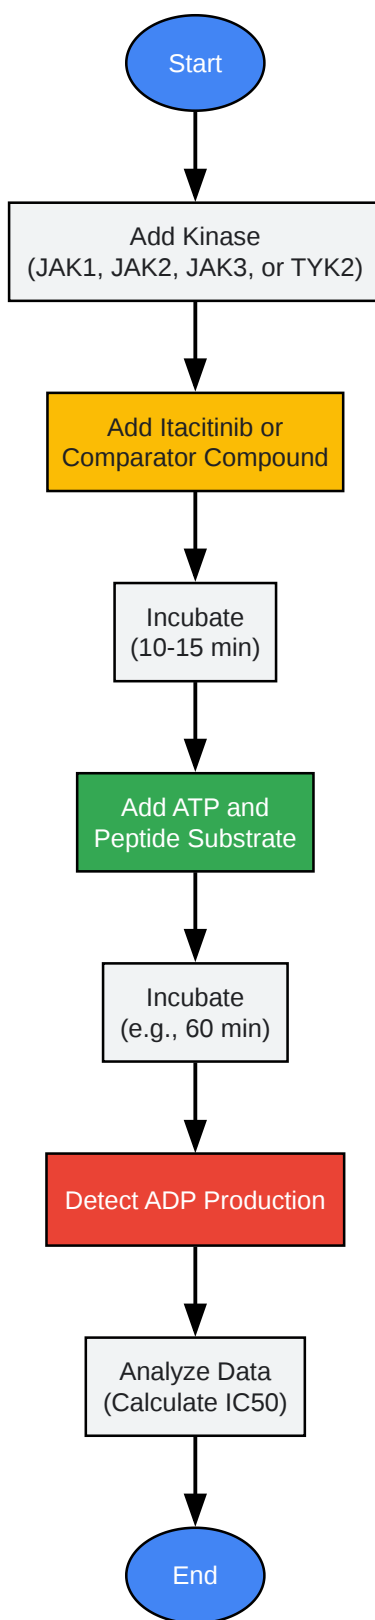 Start
Add Kinase
(JAK1, JAK2, JAK3, or TYK2)
Add Itacitinib or
Comparator Compound
Incubate
(10-15 min)
Add ATP and
Peptide Substrate
Incubate
(e.g., 60 min)
Detect ADP Production
Analyze Data
(Calculate IC50)
End